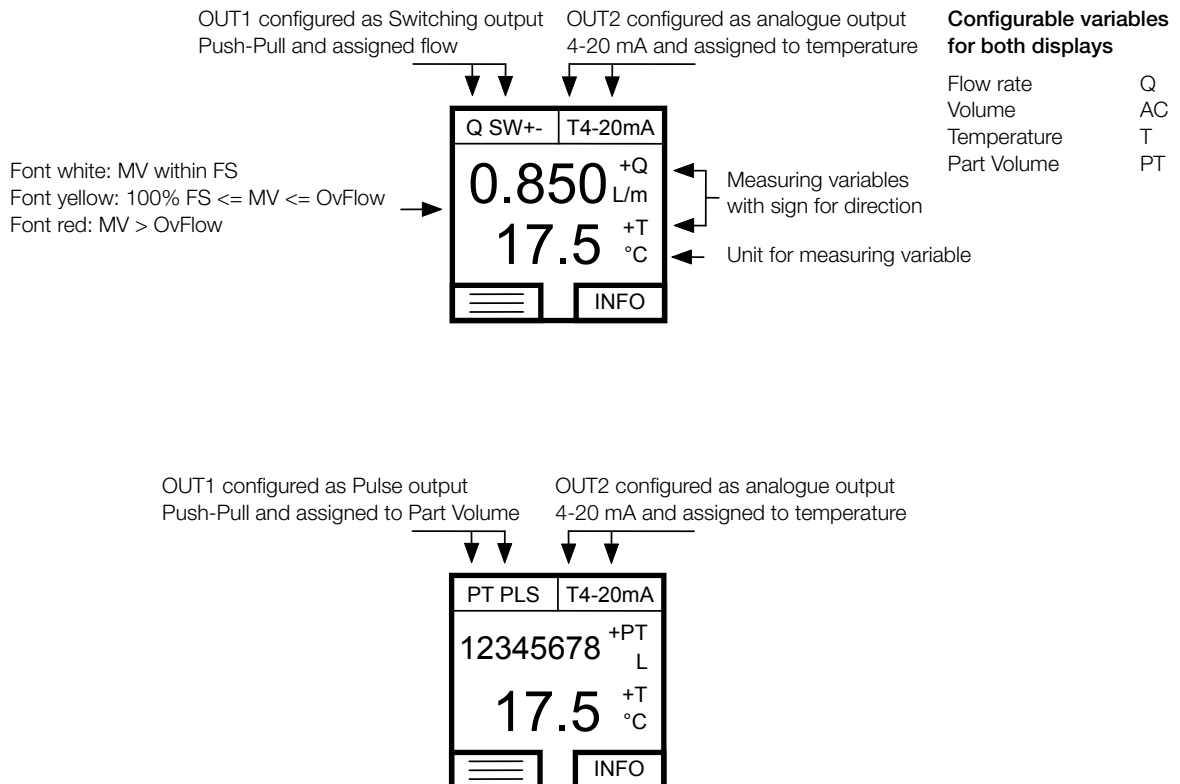 OUT1 configured as Switching output
Push-Pull and assigned flow
OUT2 configured as analogue output
4-20 mA and assigned to temperature
Configurable variables
for both displays
Flow rate Q
Volume AC
Temperature T
Part Volume PT
Q SW+- T4-20mA
0.850 +Q
L/m
17.5 +T
°C
INFO
Font white: MV within FS
Font yellow: 100% FS <= MV <= OvFlow
Font red: MV > OvFlow
Measuring variables
with sign for direction
Unit for measuring variable
OUT1 configured as Pulse output
Push-Pull and assigned to Part Volume
OUT2 configured as analogue output
4-20 mA and assigned to temperature
PT PLS T4-20mA
12345678 +PT
L
17.5 +T
°C
INFO